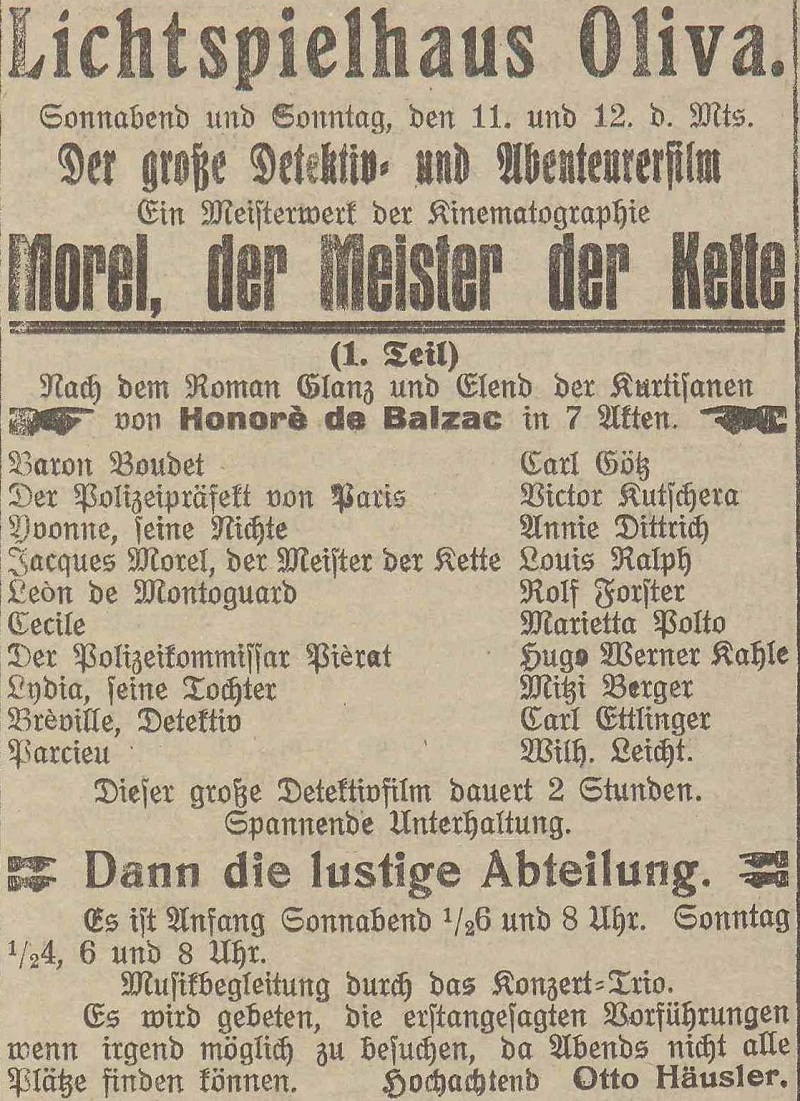 Lichtspielhaus Oliva.
Sonnabend und Sonntag, den 11. und 12. d. Mts.
Der große Detektiv- und Abenteurerfilm
Ein Meisterwerk der Kinematographie
Morel, der Meister der Kette
(1. Teil)
Nach dem Roman Glanz und Elend der Kurtisanen
von Honorè de Balzac in 7 Akten.
Baron Boudet Carl Götz
Der Polizeipräfekt von Paris Victor Kutschera
Yvonne, seine Nichte Annie Dittrich
Jacques Morel, der Meister der Kette Louis Ralph
Leòn de Montoguard Rolf Forster
Cecile Marietta Polto
Der Polizeikommissar Pièrat Hugo Werner Kahle
Lydia, seine Tochter Mitzi Berger
Brèville, Detektiv Carl Ettlinger
Parcieu Wilh. Leicht.
Dieser große Detektivfilm dauert 2 Stunden.
Spannende Unterhaltung.
Dann die lustige Abteilung.
Es ist Anfang Sonnabend 1/26 und 8 Uhr. Sonntag
1/24, 6 und 8 Uhr.
Musikbegleitung durch das Konzert-Trio.
Es wird gebeten, die erstangesagten Vorführungen
wenn irgend möglich zu besuchen, da Abends nicht alle
Plätze finden können. Hochachtend Otto Häusler.